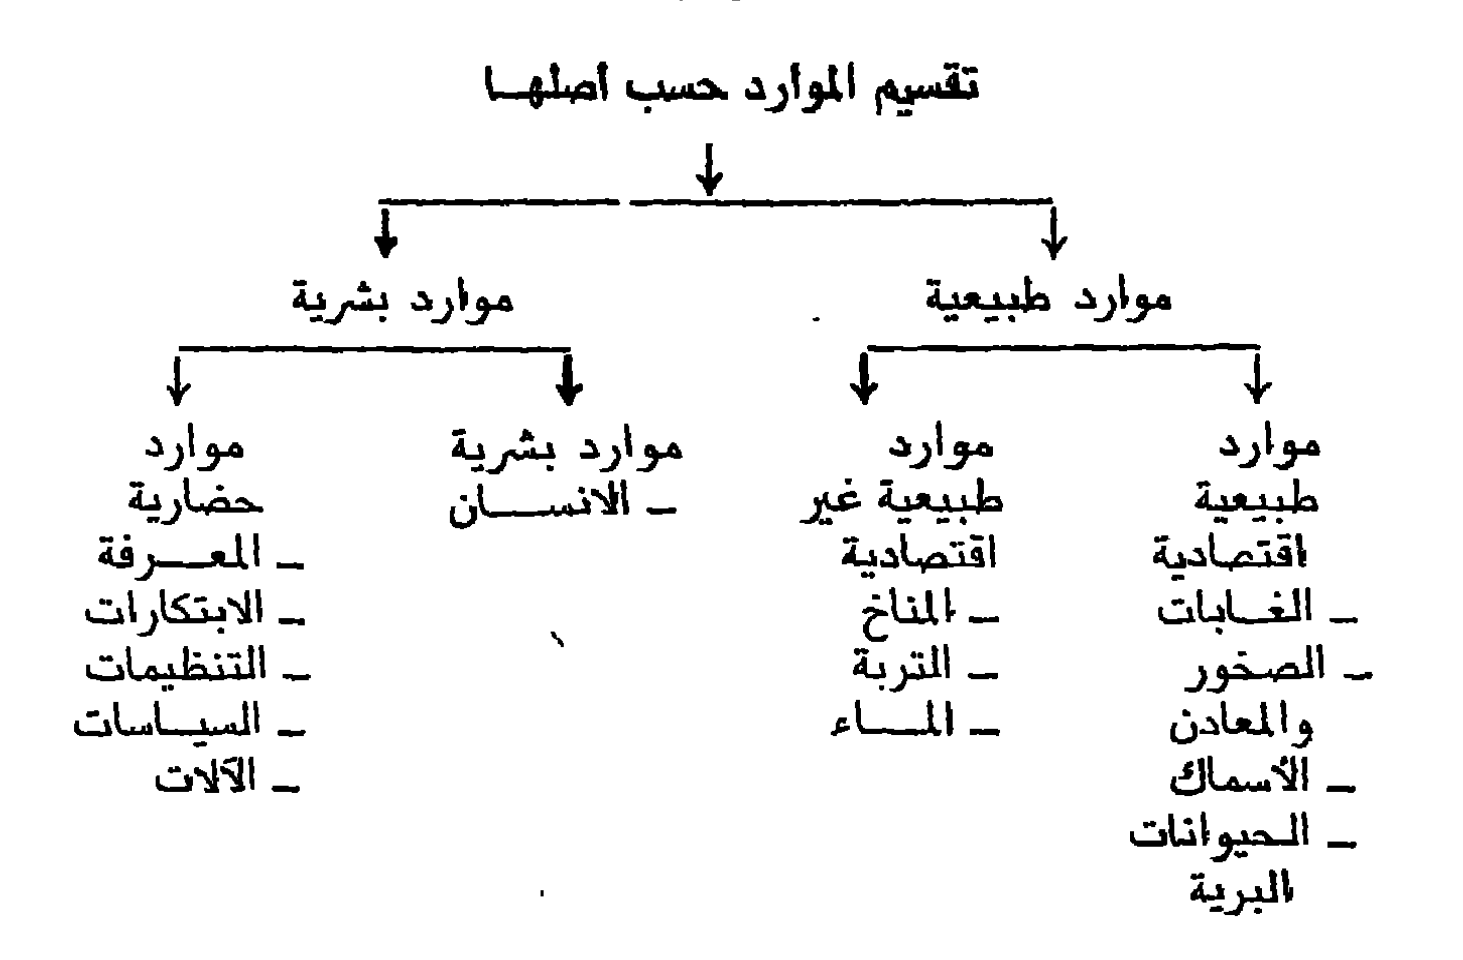 تقسيم الموارد حسب أصلها
موارد طبيعية
موارد بشرية
موارد
طبيعية
اقتصادية
– الغابات
– الصخور
والمعادن
– الأسماك
– الحيوانات
البرية
موارد
طبيعية غير
اقتصادية
– المناخ
– التربة
– الماء
موارد بشرية
– الانسان
موارد
حضارية
– المعرفة
– الابتكارات
– التنظيمات
– السياسات
– الآلات